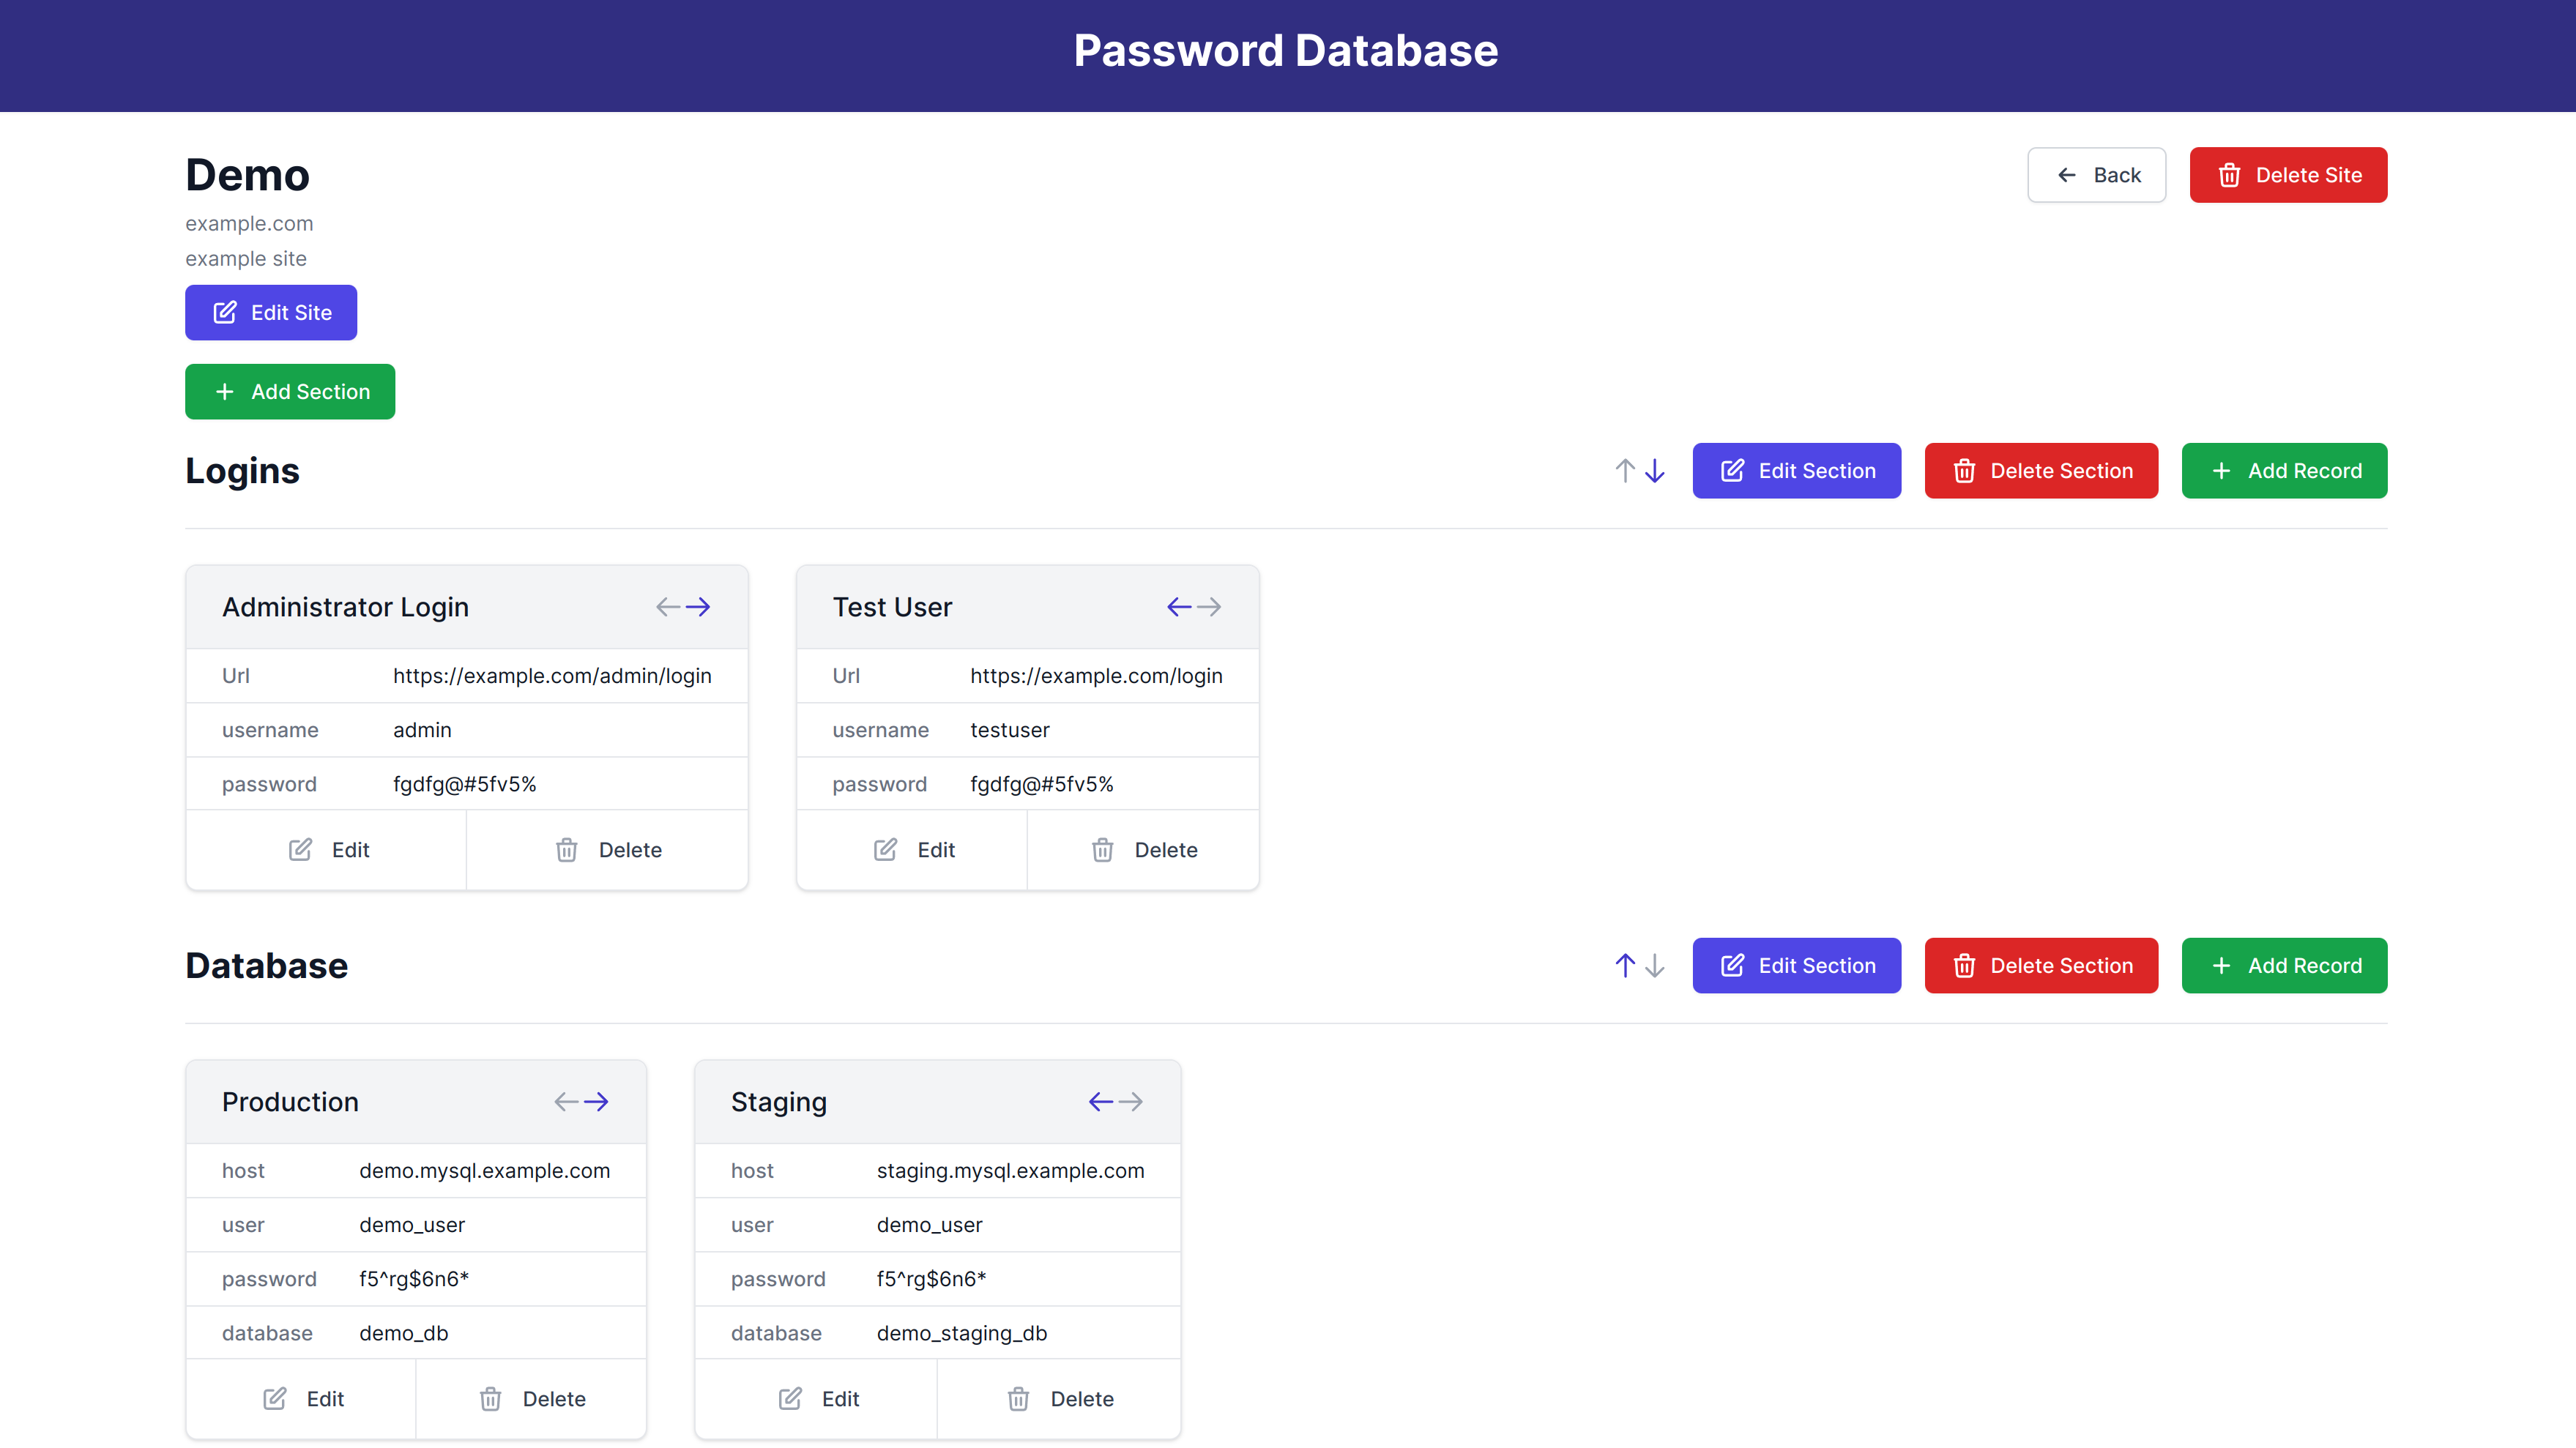 Password Database
Demo
Back
Delete Site
example.com
example site
Edit Site
Add Section
Logins
Edit Section
Delete Section
Add Record
Administrator Login
Url https://example.com/admin/login
username admin
password fgdfg@#5fv5%
Edit Delete
Test User
Url https://example.com/login
username testuser
password fgdfg@#5fv5%
Edit Delete
Database
Edit Section
Delete Section
Add Record
Production
host demo.mysql.example.com
user demo_user
password f5^rg$6n6*
database demo_db
Edit Delete
Staging
host staging.mysql.example.com
user demo_user
password f5^rg$6n6*
database demo_staging_db
Edit Delete